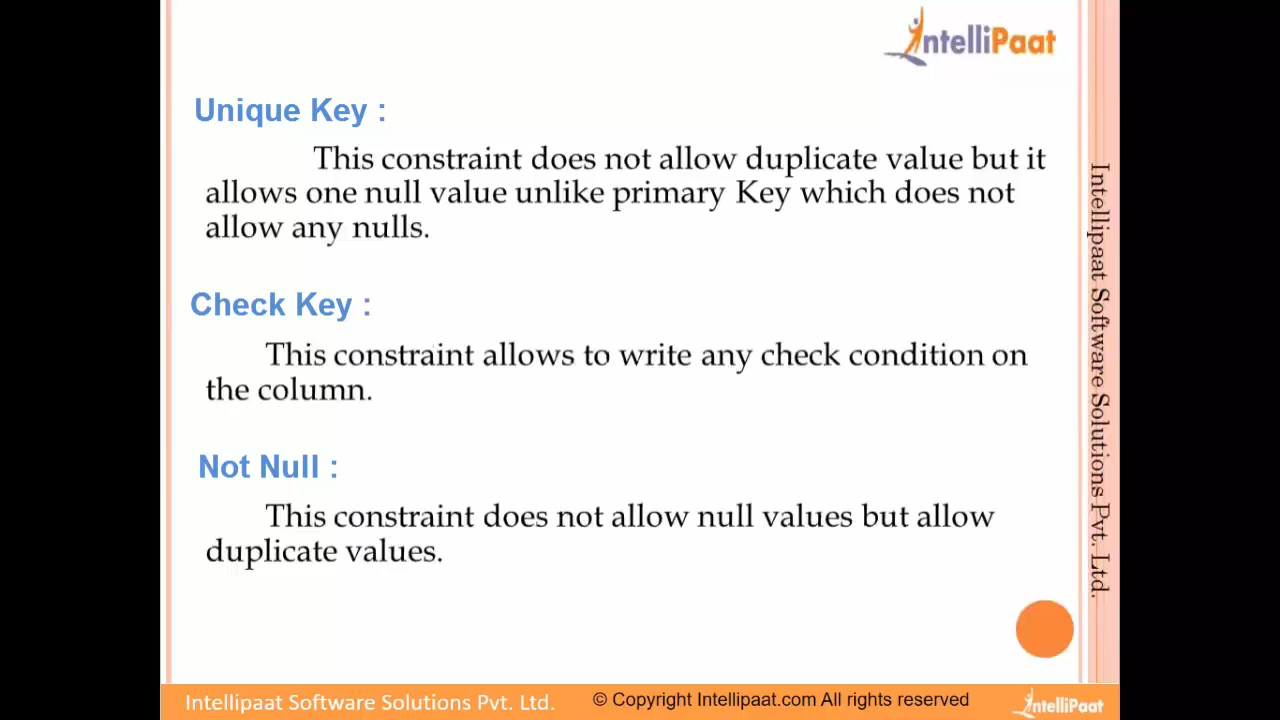 IntelliPaat
Unique Key :
This constraint does not allow duplicate value but it
allows one null value unlike primary Key which does not
allow any nulls.
Check Key :
This constraint allows to write any check condition on
the column.
Not Null :
This constraint does not allow null values but allow
duplicate values.
Intellipaat Software Solutions Pvt. Ltd.
Intellipaat Software Solutions Pvt. Ltd.
© Copyright Intellipaat.com All rights reserved
IntelliPaat